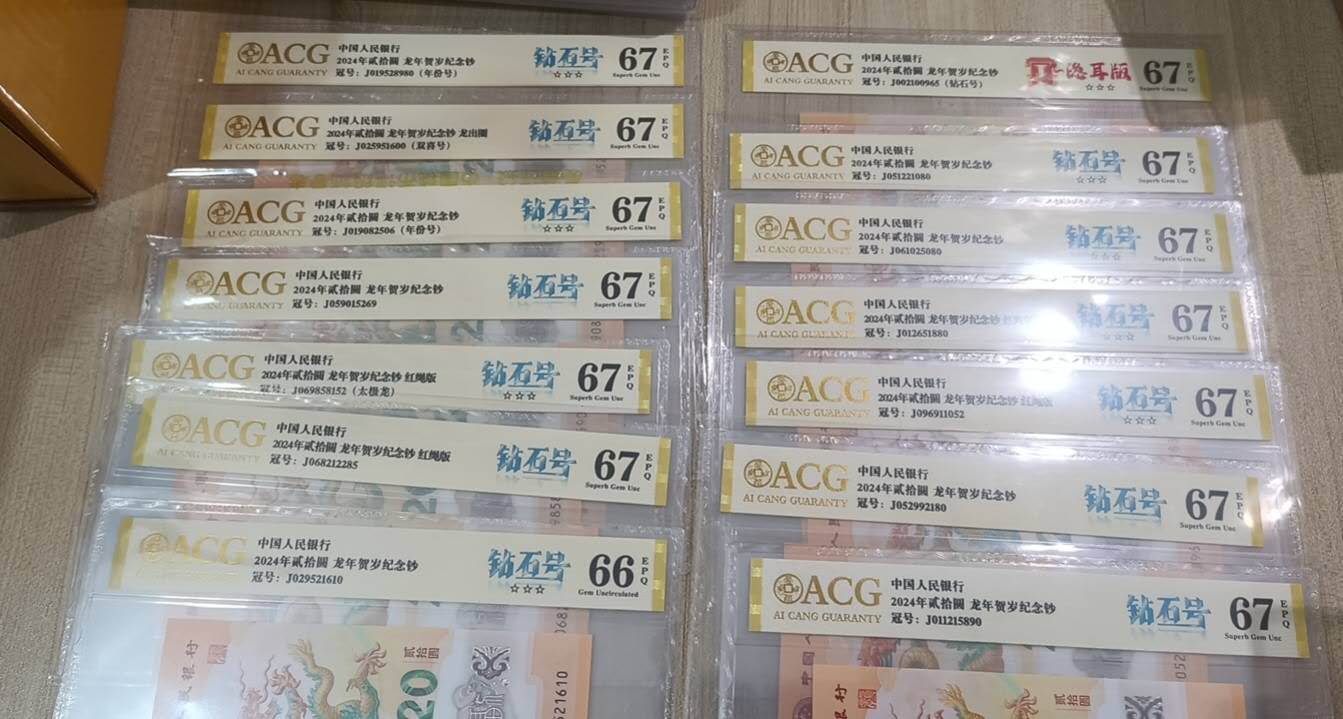 ACG
AI CANG GUARANTY
中国人民银行
2024年贰拾圆 龙年贺岁纪念钞
冠号：J019528980（年份号）
钻石号
☆☆☆
67
EPQ
Superb Gem Unc
ACG
AI CANG GUARANTY
中国人民银行
2024年贰拾圆 龙年贺岁纪念钞 龙出圈
冠号：J025951600（双喜号）
钻石号
67
EPQ
Superb Gem Unc
ACG
AI CANG GUARANTY
中国人民银行
2024年贰拾圆 龙年贺岁纪念钞
冠号：J019082506（年份号）
钻石号
☆☆☆
67
EPQ
Superb Gem Unc
ACG
CANG GUARANTY
中国人民银行
2024年贰拾圆 龙年贺岁纪念钞
冠号：J059015269
钻石号
67
EPQ
Superb Gem Unc
ACG
中国人民银行
2024年贰拾圆 龙年贺岁纪念钞 红绳版
冠号：J069858152（太极龙）
钻石号
☆☆☆
67
EPQ
Superb Gem Unc
ACG
AI CANG GUARANTY
中国人民银行
2024年贰拾圆 龙年贺岁纪念钞 红绳版
冠号：J068212285
钻石号
67
EPQ
Superb Gem Unc
ACG
中国人民银行
2024年贰拾圆 龙年贺岁纪念钞
冠号：J029521610
钻石号
☆☆☆
66
EPQ
Gem Uncirculated
民银行
贰拾圆
20
521610
ACG
AI CANG GUARANTY
中国人民银行
2024年贰拾圆 龙年贺岁纪念钞
冠号：J002100965（钻石号）
隐耳版
☆☆☆
67
EPQ
Superb Gem Unc
ACG
AI CANG GUARANTY
中国人民银行
2024年贰拾圆 龙年贺岁纪念钞
冠号：J051221080
钻石号
☆☆☆
67
EPQ
Superb Gem Unc
ACG
AI CANG GUARANTY
中国人民银行
2024年贰拾圆 龙年贺岁纪念钞
冠号：J061025080
钻石号
☆☆☆
67
EPQ
Superb Gem Unc
ACG
AI CANG GUARANTY
中国人民银行
2024年贰拾圆 龙年贺岁纪念钞
冠号：J012651880
钻石号
☆☆☆
67
EPQ
Superb Gem Unc
ACG
AI CANG GUARANTY
中国人民银行
2024年贰拾圆 龙年贺岁纪念钞 红绳版
冠号：J096911052
钻石号
☆☆☆
67
EPQ
Superb Gem Unc
ACG
AI CANG GUARANTY
中国人民银行
2024年贰拾圆 龙年贺岁纪念钞
冠号：J052992180
钻石号
67
EPQ
Superb Gem Unc
ACG
AI CANG GUARANTY
中国人民银行
2024年贰拾圆 龙年贺岁纪念钞
冠号：J011215890
钻石号
67
EPQ
Superb Gem Unc
银行
贰拾圆